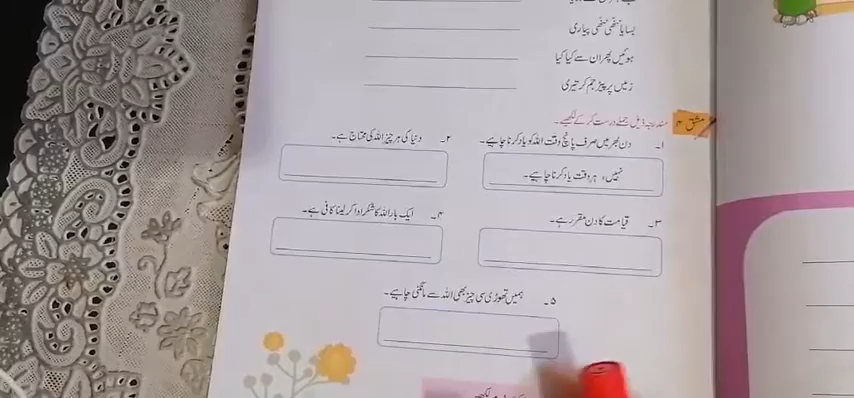 بسایا ننھی ننھی پیاری
ہوئیں پھر ان سے کیا کیا
زمیں پر پیڑ جم کر تیری
مشق ۳
مندرجہ ذیل جملے درست کر کے لکھیے۔
۱۔ دن بھر میں صرف پانچ وقت اللہ کو یاد کرنا چاہیے۔
نہیں، ہر وقت یاد کرنا چاہیے۔
۲۔ دنیا کی ہر چیز اللہ کی محتاج ہے۔
۳۔ قیامت کا دن مقرر ہے۔
۴۔ ایک بار اللہ کا شکر ادا کر لینا کافی ہے۔
۵۔ ہمیں تھوڑی سی چیز بھی اللہ سے مانگنی چاہیے۔